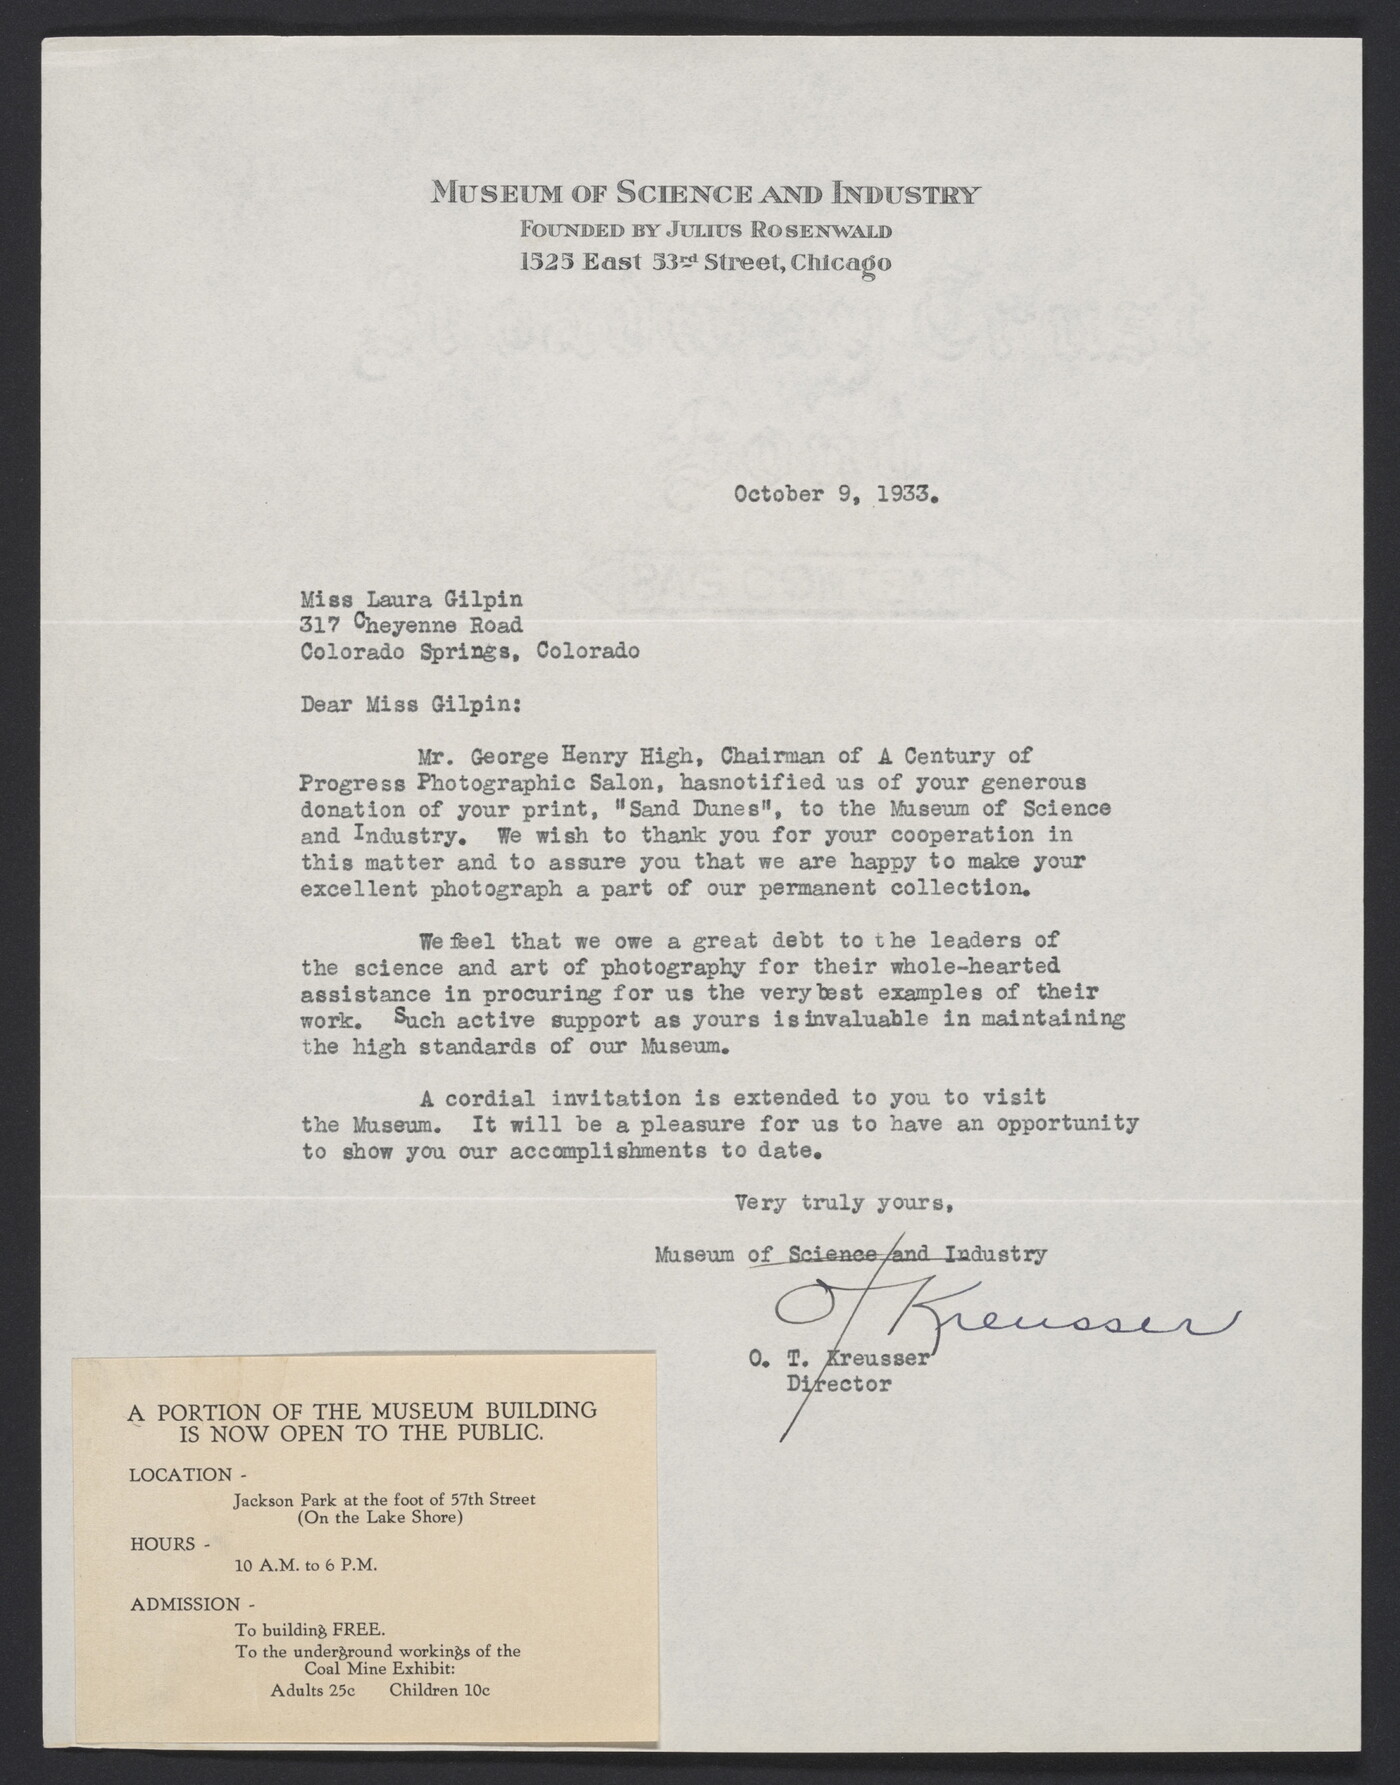 MUSEUM OF SCIENCE AND INDUSTRY
FOUNDED BY JULIUS ROSENWALD
1525 East 53rd Street, Chicago
October 9, 1933.
Miss Laura Gilpin
317 Cheyenne Road
Colorado Springs, Colorado
Dear Miss Gilpin:
Mr. George Henry High, Chairman of A Century of
Progress Photographic Salon, hasnotified us of your generous
donation of your print, "Sand Dunes", to the Museum of Science
and Industry. We wish to thank you for your cooperation in
this matter and to assure you that we are happy to make your
excellent photograph a part of our permanent collection.
We feel that we owe a great debt to the leaders of
the science and art of photography for their whole-hearted
assistance in procuring for us the very best examples of their
work. Such active support as yours is invaluable in maintaining
the high standards of our Museum.
A cordial invitation is extended to you to visit
the Museum. It will be a pleasure for us to have an opportunity
to show you our accomplishments to date.
Very truly yours,
Museum of Science and Industry
O T Kreusser
O. T. Kreusser
Director
A PORTION OF THE MUSEUM BUILDING
IS NOW OPEN TO THE PUBLIC.
LOCATION -
Jackson Park at the foot of 57th Street
(On the Lake Shore)
HOURS -
10 A.M. to 6 P.M.
ADMISSION -
To building FREE.
To the underground workings of the
Coal Mine Exhibit:
Adults 25c Children 10c